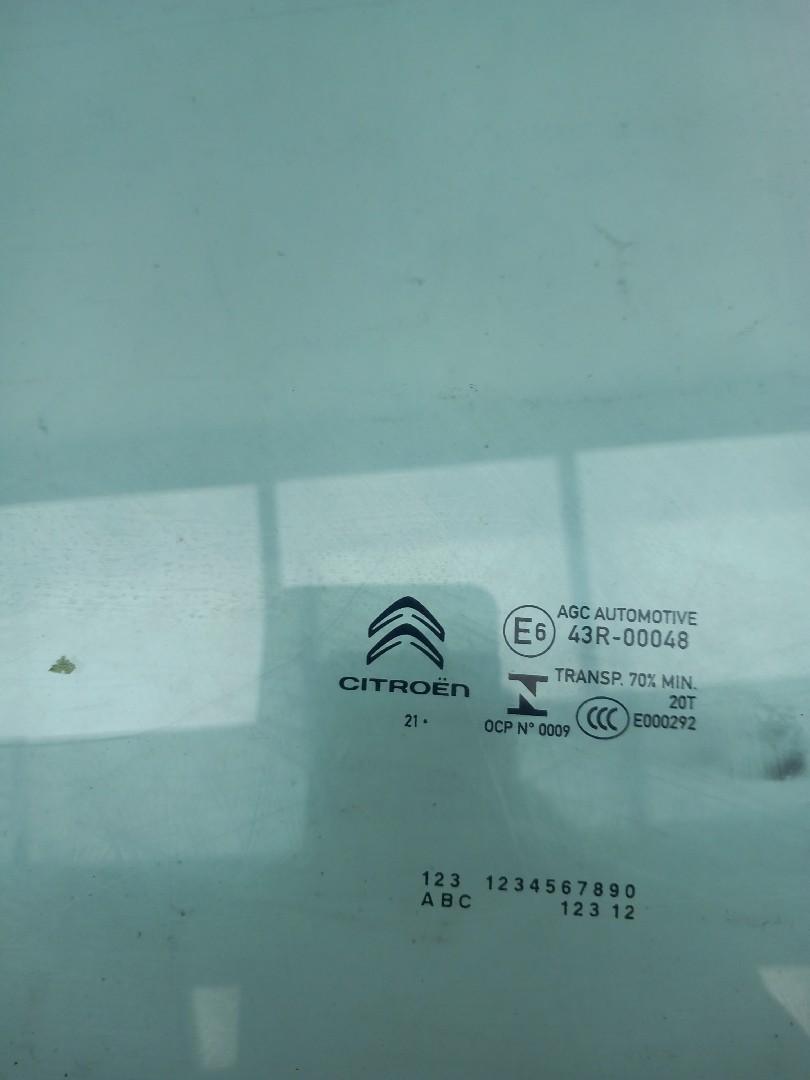 CITROËN
21 •
E6
AGC AUTOMOTIVE
43R-00048
TRANSP. 70% MIN.
20T
OCP N° 0009
CCC
E000292
123 1234567890
ABC 123 12